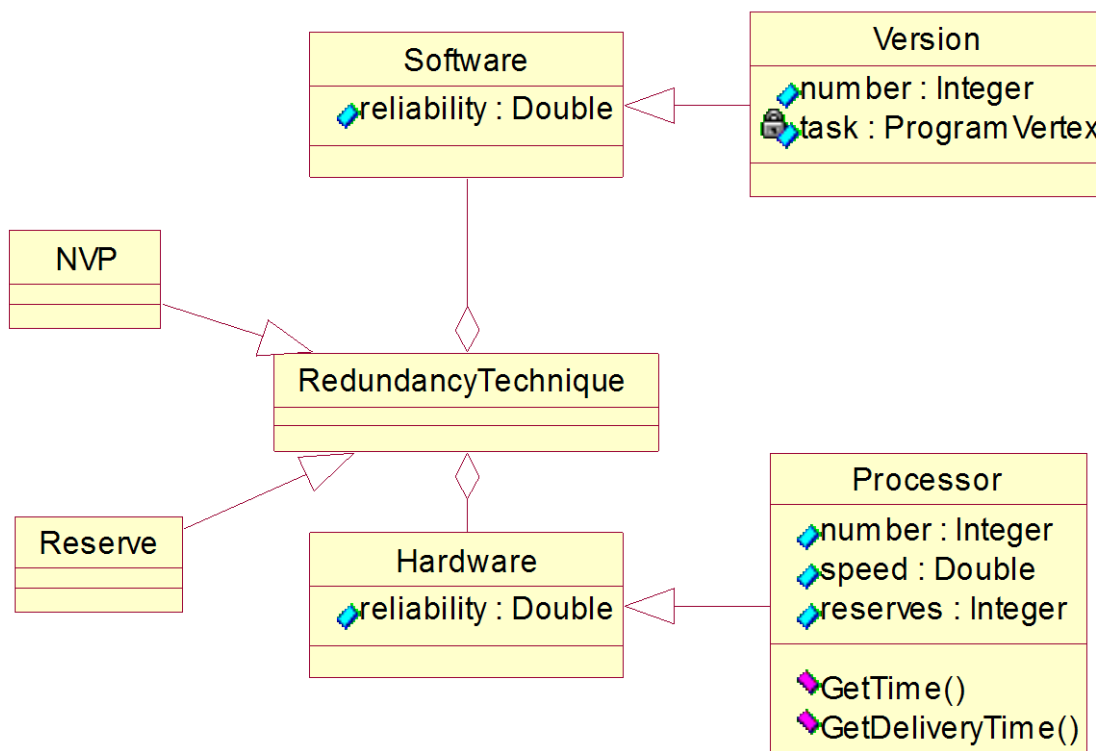 Software
reliability : Double
Version
number : Integer
task : ProgramVertex
NVP
RedundancyTechnique
Reserve
Hardware
reliability : Double
Processor
number : Integer
speed : Double
reserves : Integer
GetTime()
GetDeliveryTime()